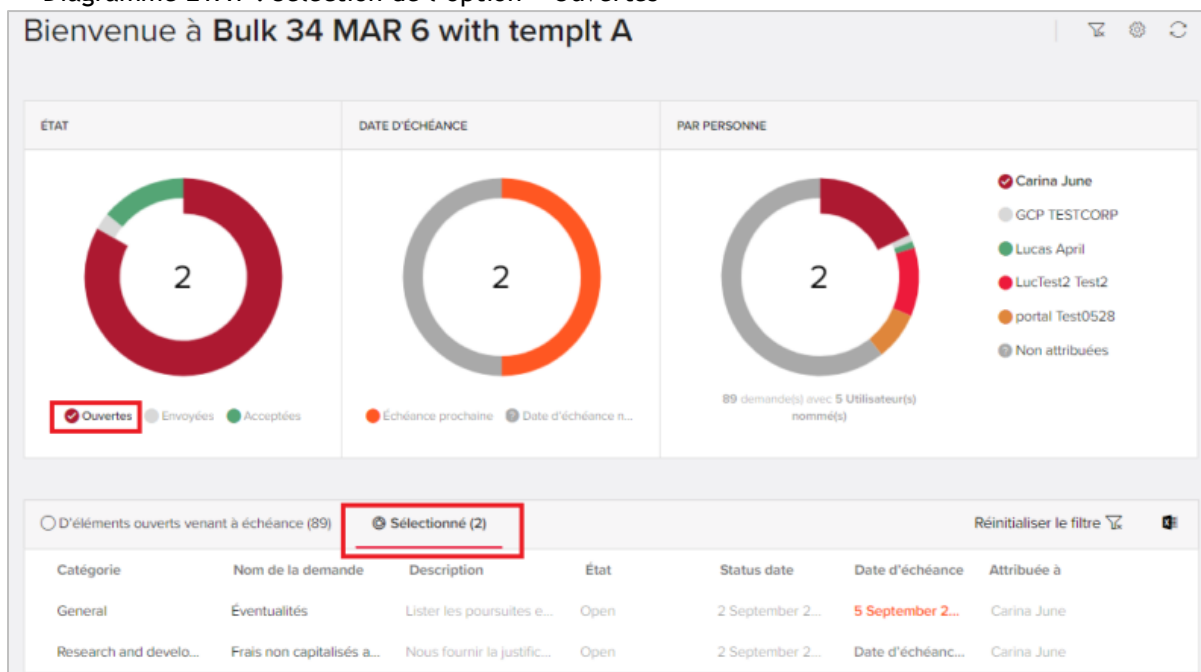 Bienvenue à Bulk 34 MAR 6 with templt A
ÉTAT
DATE D'ÉCHÉANCE
PAR PERSONNE
2
2
2
Carina June
GCP TESTCORP
Lucas April
LucTest2 Test2
portal Test0528
Non attribuées
Ouvertes Envoyées Acceptées
Échéance prochaine Date d'échéance n...
89 demande(s) avec 5 Utilisateur(s)
nommé(s)
D'éléments ouverts venant à échéance (89) Sélectionné (2) Réinitialiser le filtre
Catégorie Nom de la demande Description État Status date Date d'échéance Attribuée à
General Éventualités Lister les poursuites e... Open 2 September 2... 5 September 2... Carina June
Research and develo... Frais non capitalisés a... Nous fournir la justific... Open 2 September 2... Date d'échéanc... Carina June